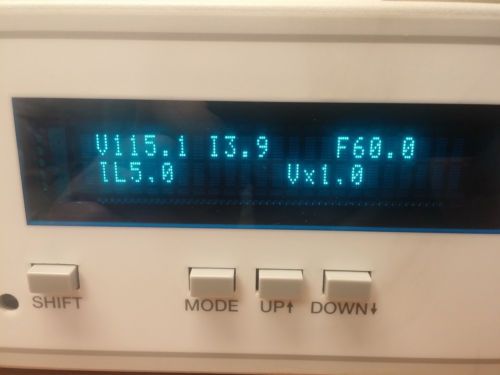 V115.1 I3.9 F60.0
IL5.0 Vx1.0
SHIFT MODE UP↑ DOWN↓